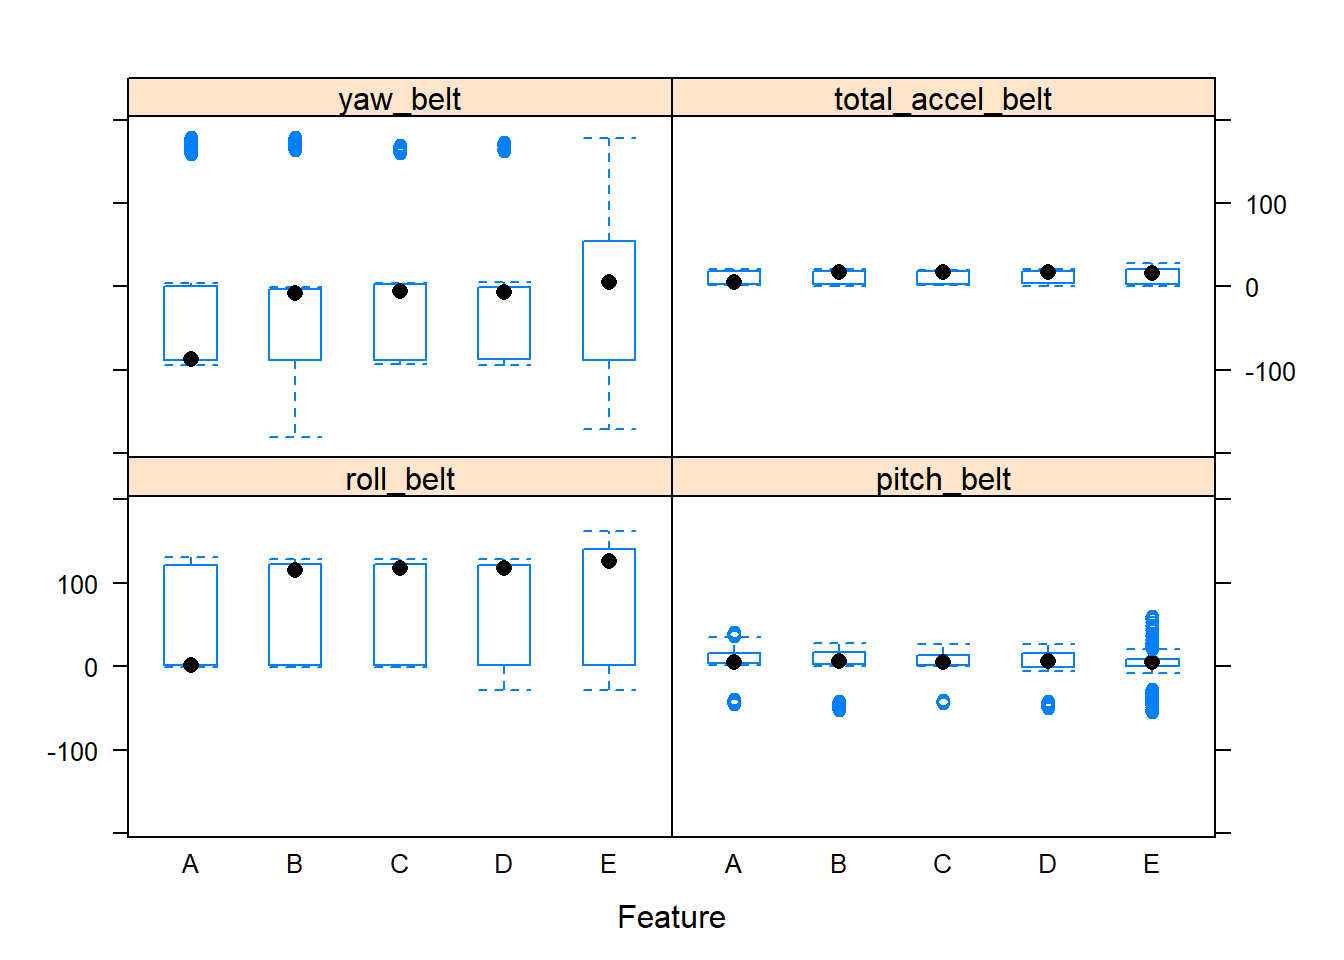 yaw_belt
total_accel_belt
100
0
-100
roll_belt
pitch_belt
100
0
-100
A B C D E A B C D E
Feature